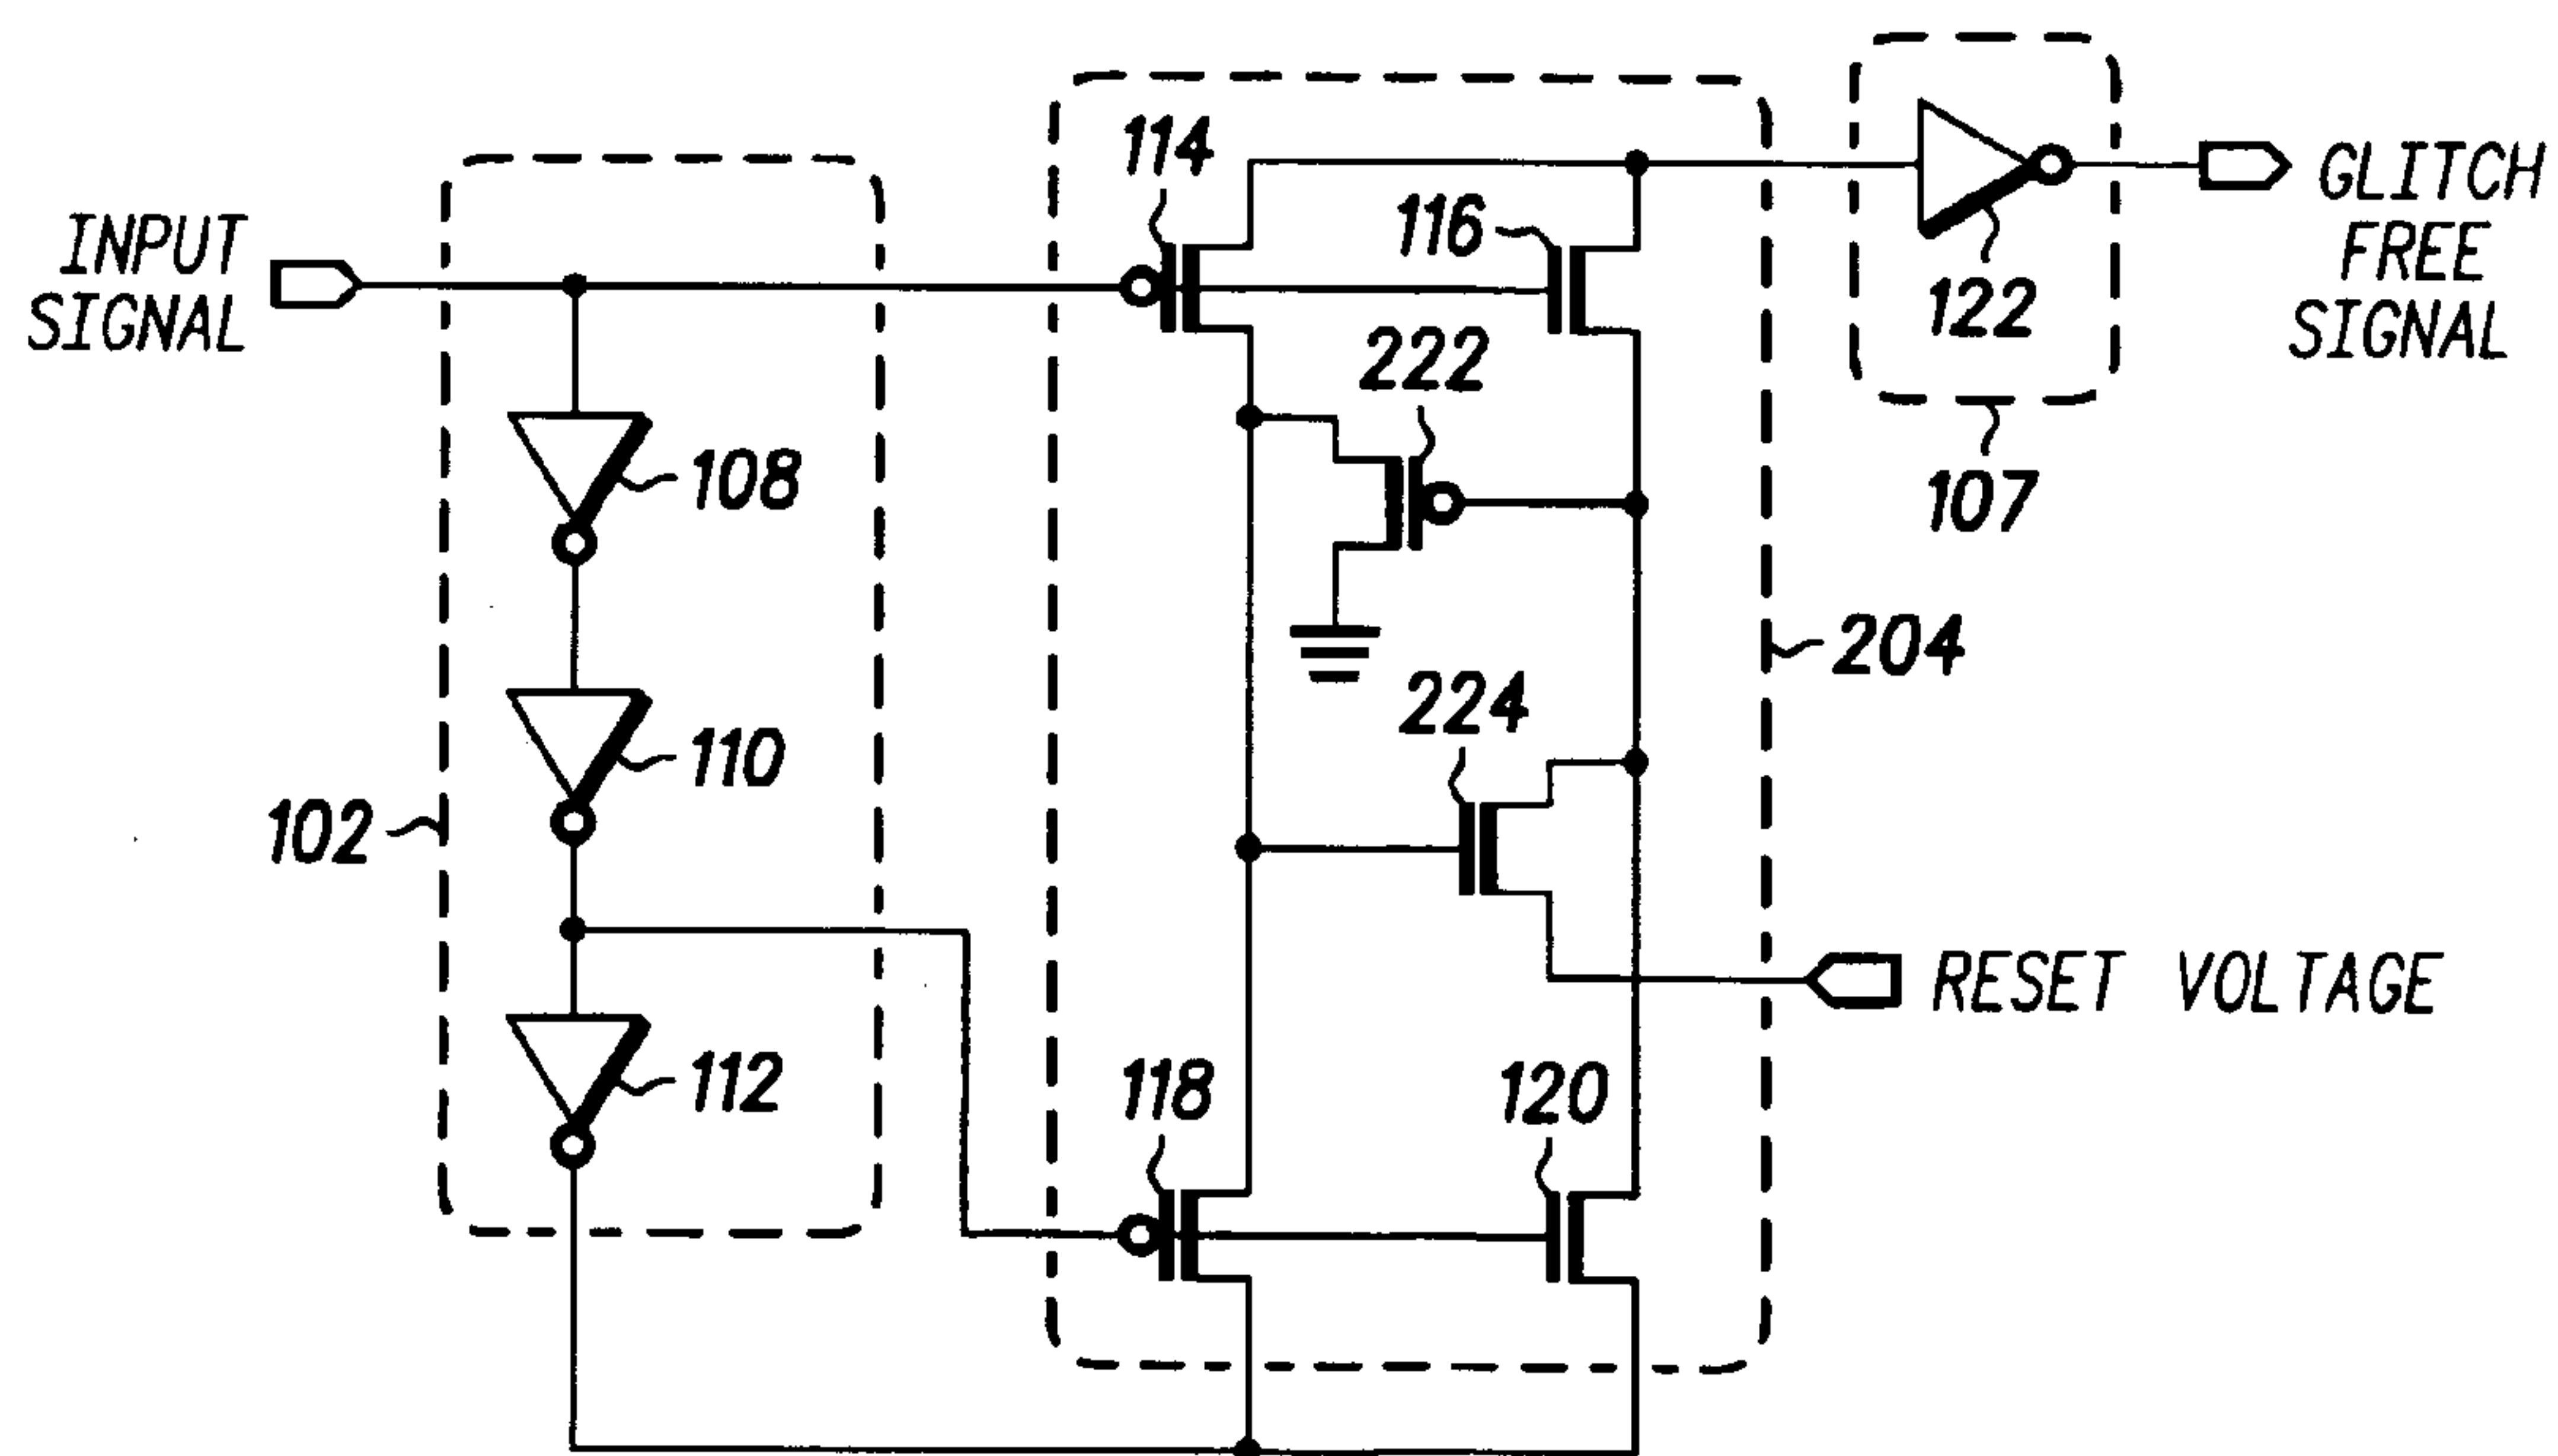 INPUT
SIGNAL
102
108
110
112
114
116
222
224
118
120
204
122
107
GLITCH
FREE
SIGNAL
RESET VOLTAGE